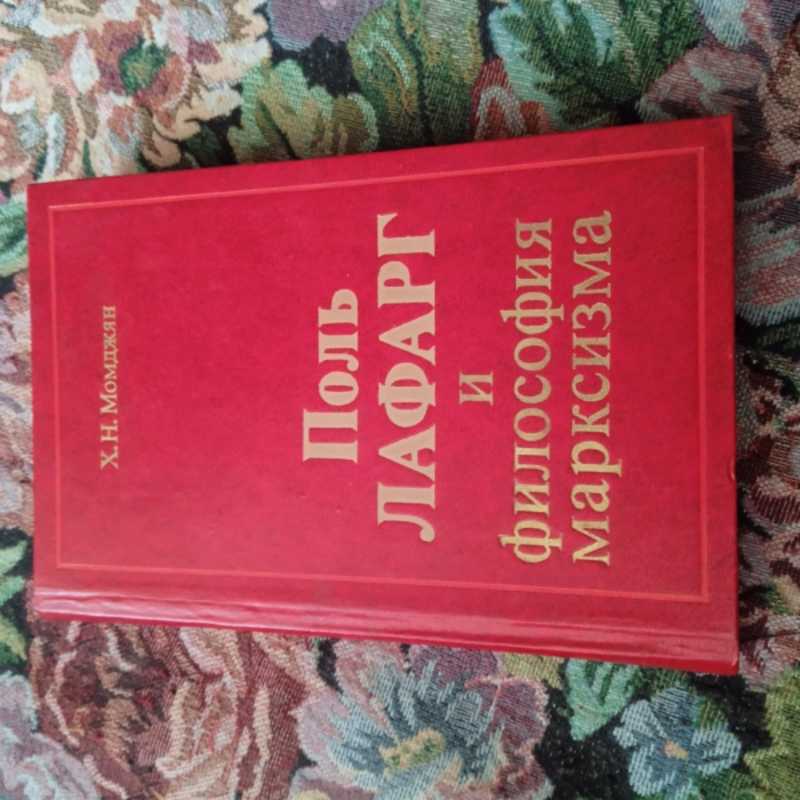 Х. Н. Момджян
Поль
ЛАФАРГ
и
философия
марксизма